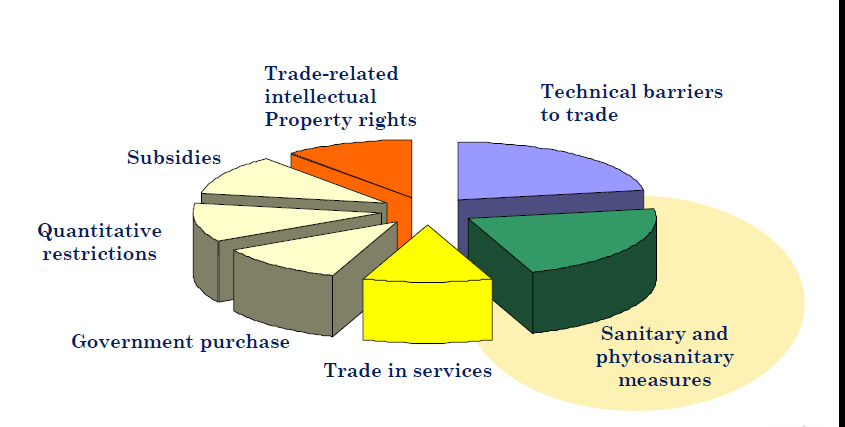 Trade-related
intellectual
Property rights
Technical barriers
to trade
Subsidies
Quantitative
restrictions
Government purchase
Trade in services
Sanitary and
phytosanitary
measures